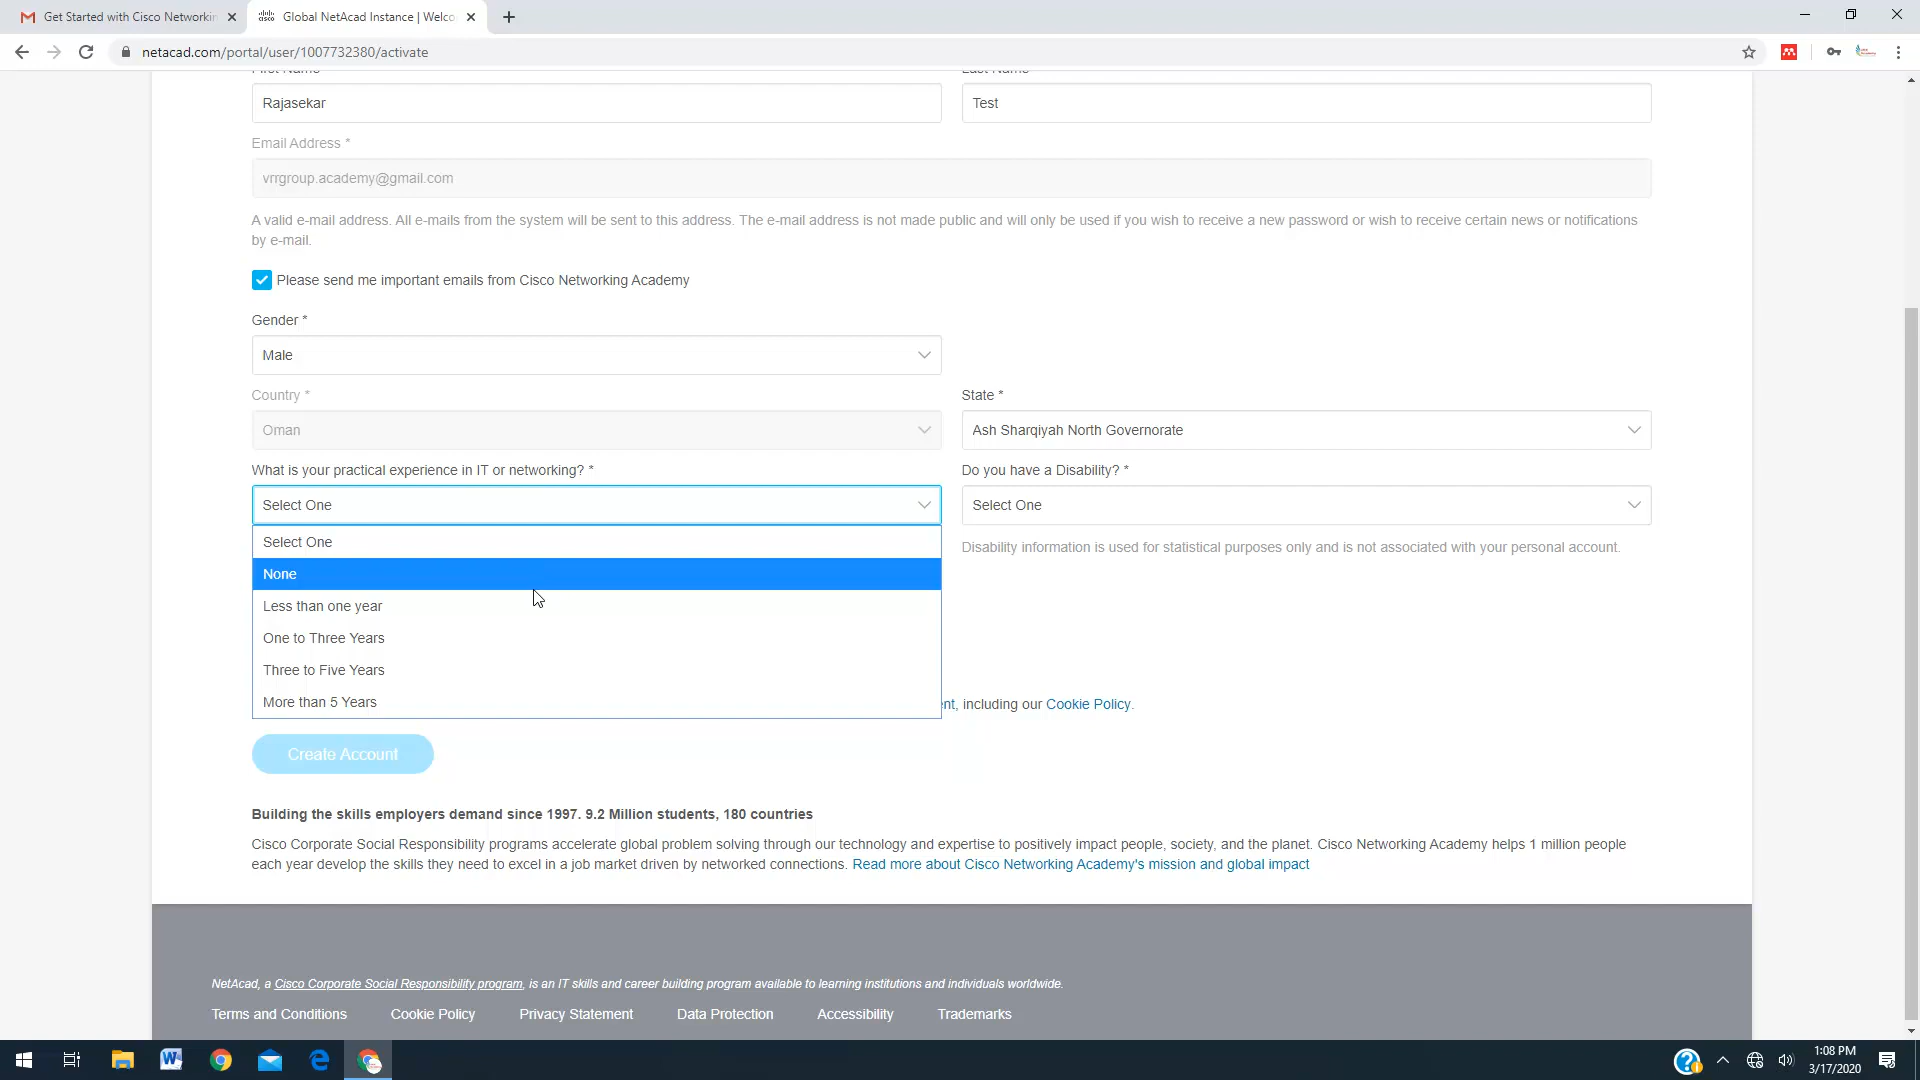 Get Started with Cisco Networkin
Global NetAcad Instance | Welco
netacad.com/portal/user/1007732380/activate
First Name
Last Name
Rajasekar
Test
Email Address *
vrrgroup.academy@gmail.com
A valid e-mail address. All e-mails from the system will be sent to this address. The e-mail address is not made public and will only be used if you wish to receive a new password or wish to receive certain news or notifications
by e-mail.
Please send me important emails from Cisco Networking Academy
Gender *
Male
Country *
State *
Oman
Ash Sharqiyah North Governorate
What is your practical experience in IT or networking? *
Do you have a Disability? *
Select One
Select One
Select One
Disability information is used for statistical purposes only and is not associated with your personal account.
None
Less than one year
One to Three Years
Three to Five Years
More than 5 Years
nt, including our Cookie Policy.
Create Account
Building the skills employers demand since 1997. 9.2 Million students, 180 countries
Cisco Corporate Social Responsibility programs accelerate global problem solving through our technology and expertise to positively impact people, society, and the planet. Cisco Networking Academy helps 1 million people
each year develop the skills they need to excel in a job market driven by networked connections. Read more about Cisco Networking Academy's mission and global impact
NetAcad, a Cisco Corporate Social Responsibility program, is an IT skills and career building program available to learning institutions and individuals worldwide.
Terms and Conditions
Cookie Policy
Privacy Statement
Data Protection
Accessibility
Trademarks
1:08 PM
3/17/2020